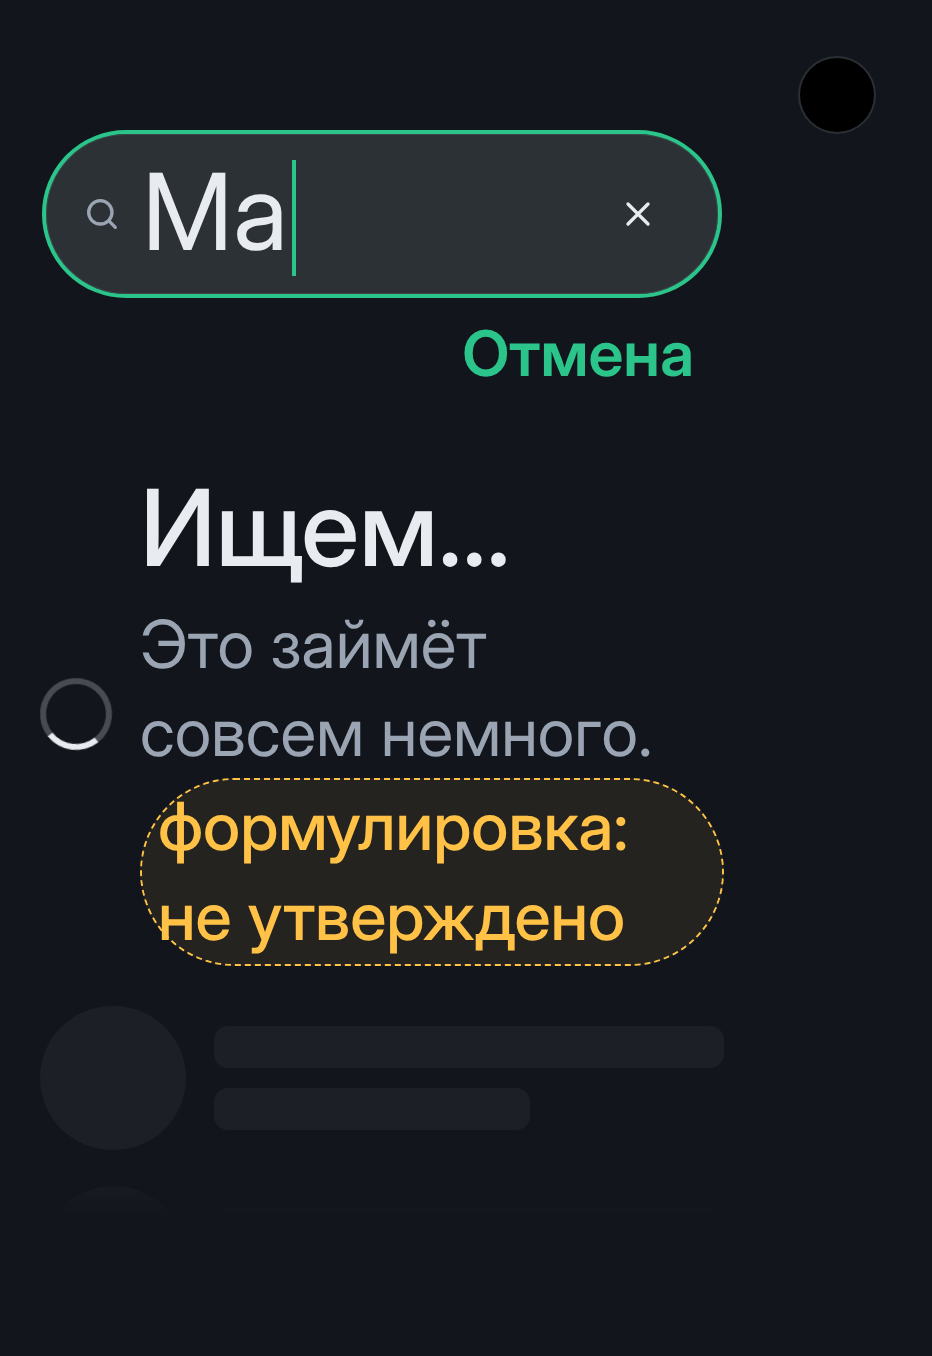 Ма
Отмена
Ищем...
Это займёт
совсем немного.
формулировка:
не утверждено